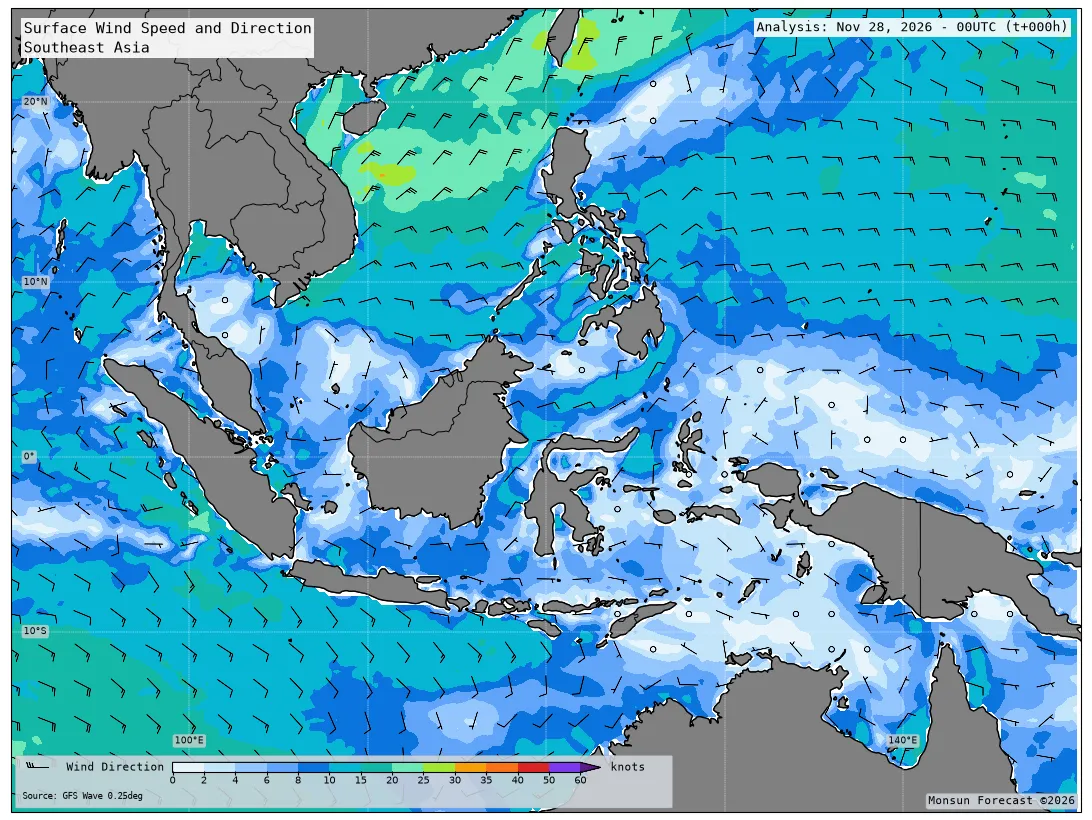 Surface Wind Speed and Direction
Southeast Asia
Analysis: Nov 28, 2026 - 00UTC (t+000h)
20°N
10°N
0°
10°S
100°E
140°E
Wind Direction
0 2 4 6 8 10 15 20 25 30 35 40 50 60
knots
Source: GFS Wave 0.25deg
Monsun Forecast ©2026